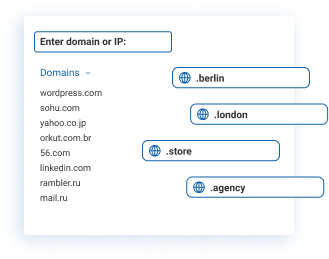 Enter domain or IP:
Domains
.berlin
wordpress.com
sohu.com
.london
yahoo.co.jp
orkut.com.br
56.com
.store
linkedin.com
rambler.ru
.agency
mail.ru